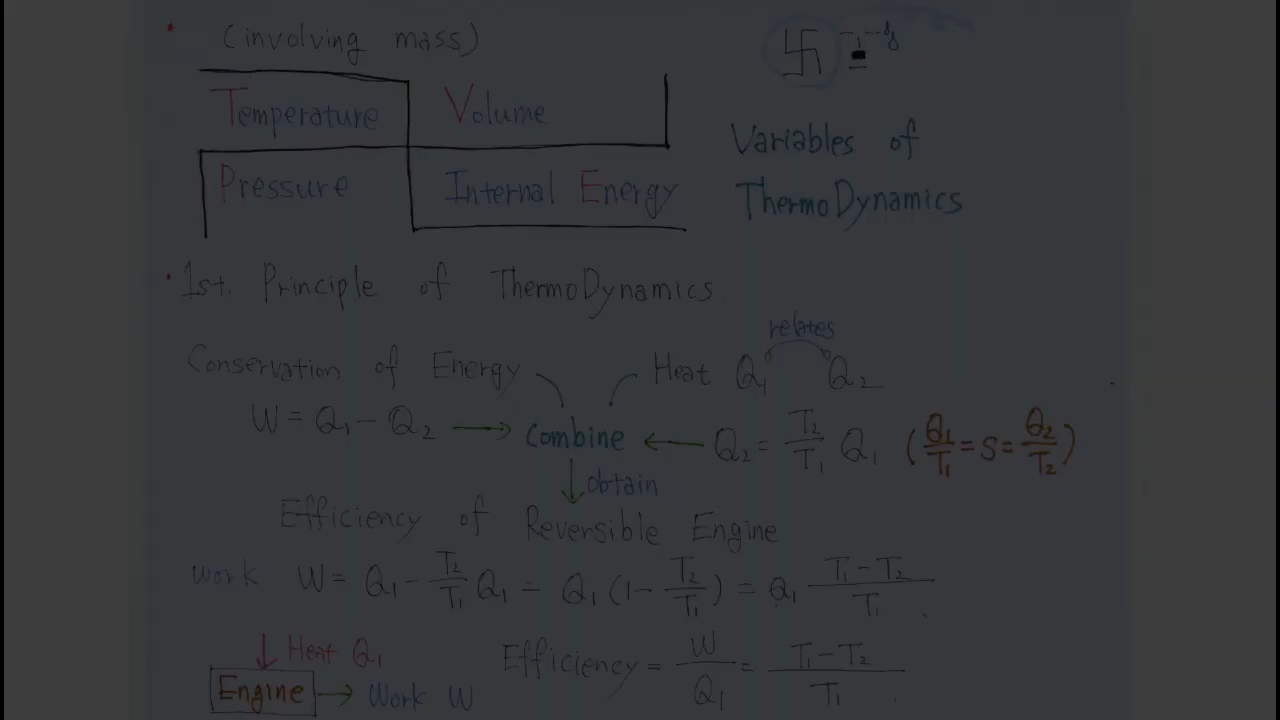 • (involving mass)
卐
Temperature Volume
Pressure Internal Energy
Variables of
ThermoDynamics
• 1st. Principle of ThermoDynamics
relates
Conservation of Energy Heat Q₁ Q₂
W = Q₁ - Q₂ → combine ← Q₂ = T₂/T₁ Q₁ (Q₁/T₁ = S = Q₂/T₂)
obtain
Efficiency of Reversible Engine
work W = Q₁ - T₂/T₁ Q₁ = Q₁ (1 - T₂/T₁) = Q₁ (T₁ - T₂)/T₁
↓ Heat Q₁
Engine → Work W
Efficiency = W/Q₁ = (T₁ - T₂)/T₁